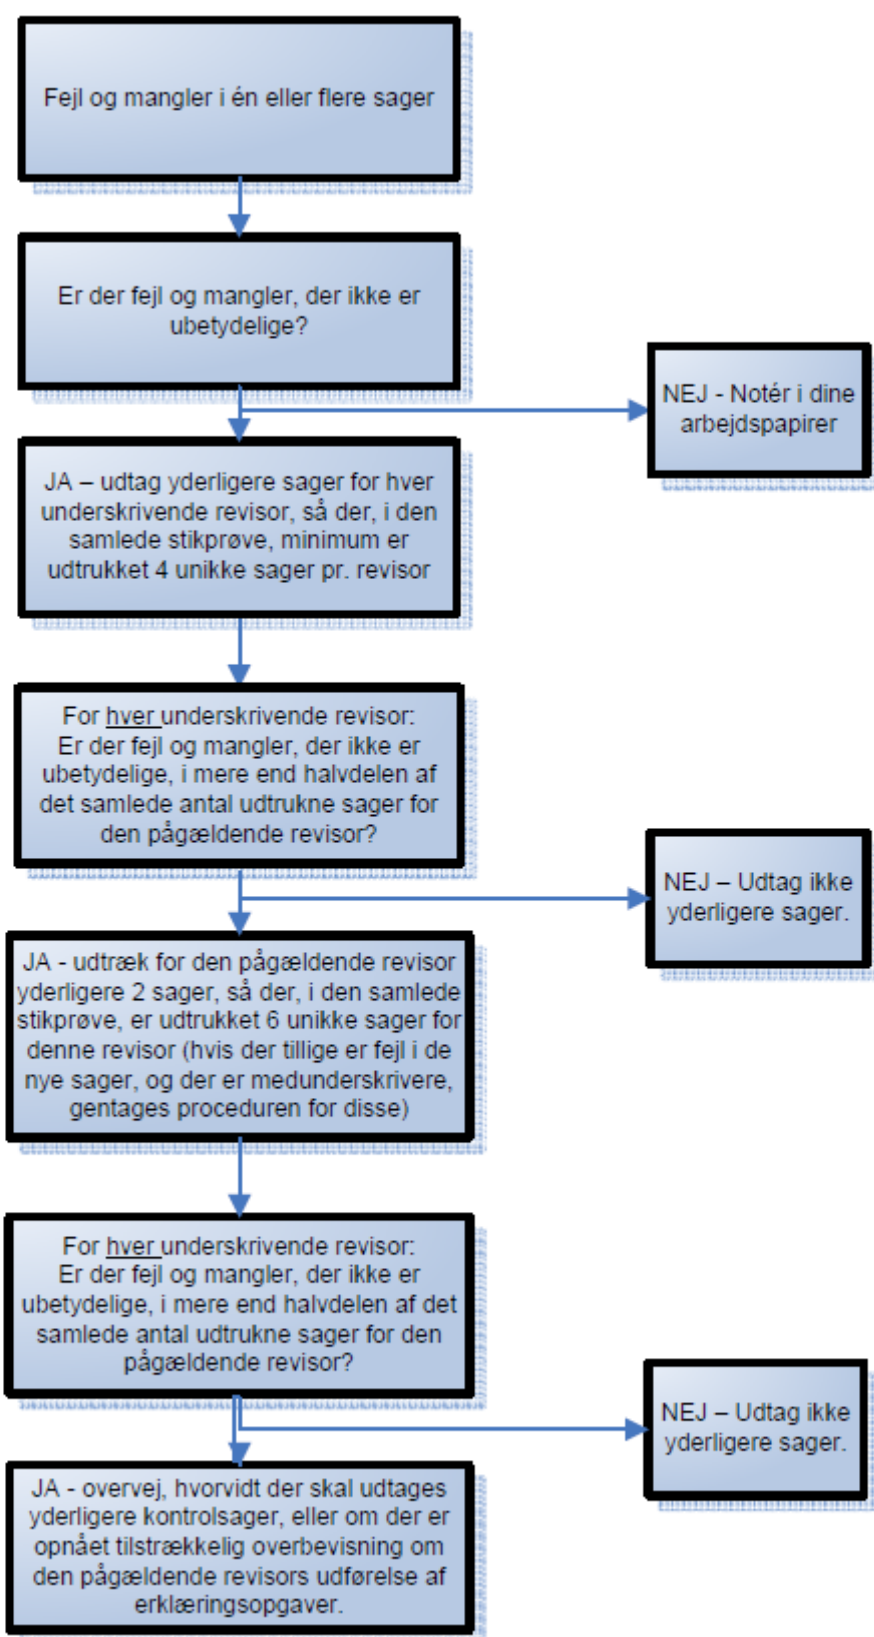 Fejl og mangler i én eller flere sager
Er der fejl og mangler, der ikke er
ubetydelige?
NEJ - Notér i dine
arbejdspapirer
JA – udtag yderligere sager for hver
underskrivende revisor, så der, i den
samlede stikprøve, minimum er
udtrukket 4 unikke sager pr. revisor
For hver underskrivende revisor:
Er der fejl og mangler, der ikke er
ubetydelige, i mere end halvdelen af
det samlede antal udtrukne sager for
den pågældende revisor?
NEJ – Udtag ikke
yderligere sager.
JA - udtræk for den pågældende revisor
yderligere 2 sager, så der, i den samlede
stikprøve, er udtrukket 6 unikke sager for
denne revisor (hvis der tillige er fejl i de
nye sager, og der er medunderskrivere,
gentages proceduren for disse)
For hver underskrivende revisor:
Er der fejl og mangler, der ikke er
ubetydelige, i mere end halvdelen af det
samlede antal udtrukne sager for den
pågældende revisor?
NEJ – Udtag ikke
yderligere sager.
JA - overvej, hvorvidt der skal udtages
yderligere kontrolsager, eller om der er
opnået tilstrækkelig overbevisning om
den pågældende revisors udførelse af
erklæringsopgaver.